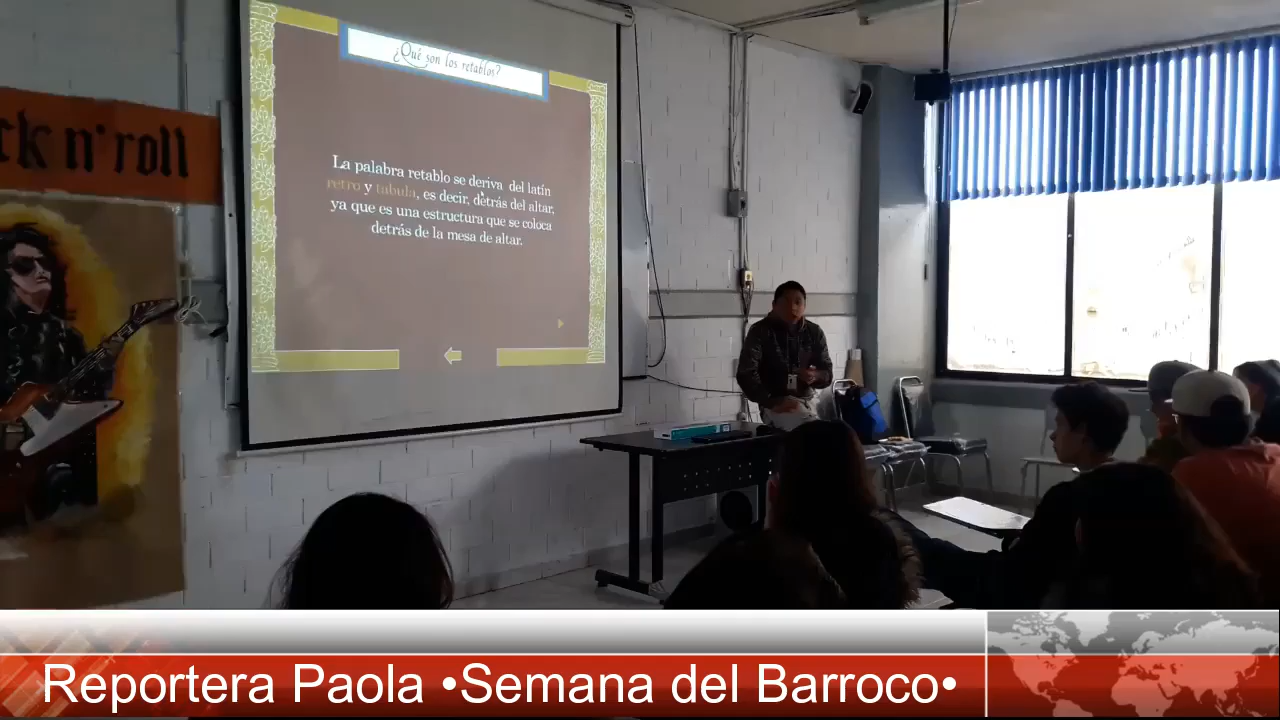 ¿Qué son los retablos?
ck n' roll
La palabra retablo se deriva del latín
retro y tabula, es decir, detrás del altar,
ya que es una estructura que se coloca
detrás de la mesa de altar.
Reportera Paola •Semana del Barroco•